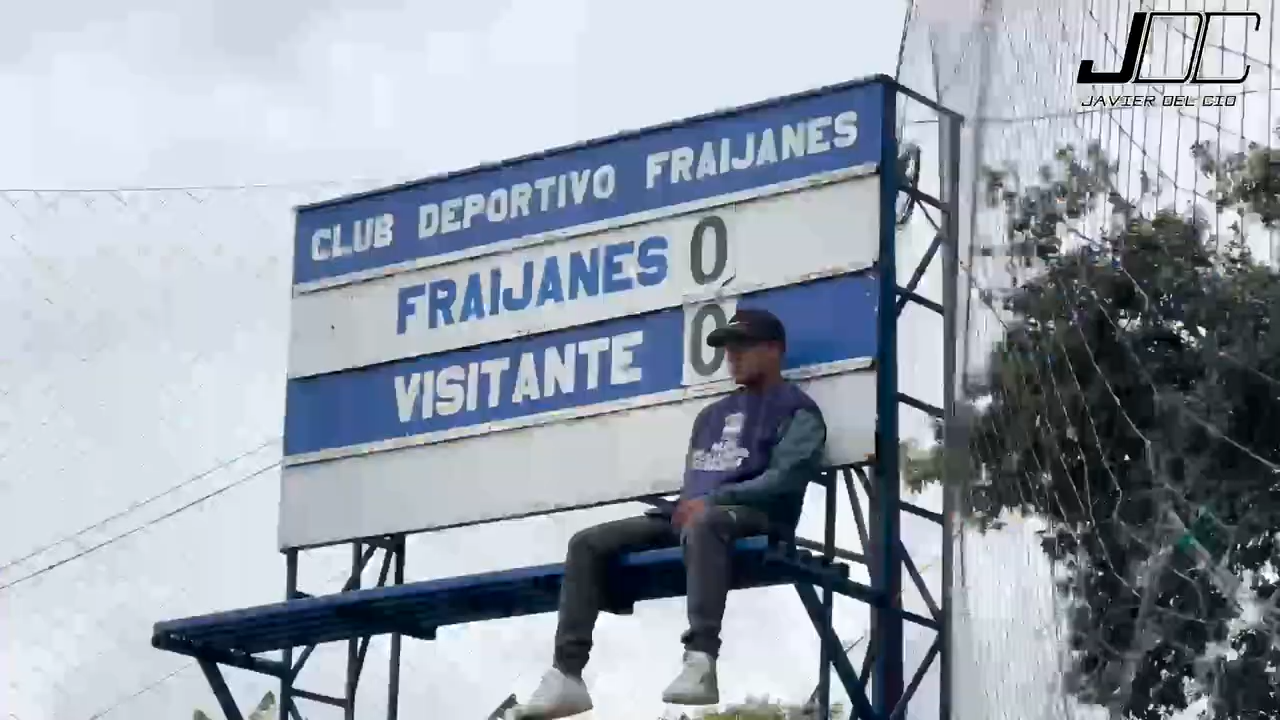 JDC
JAVIER DEL CID
CLUB DEPORTIVO FRAIJANES
FRAIJANES 0
VISITANTE 0